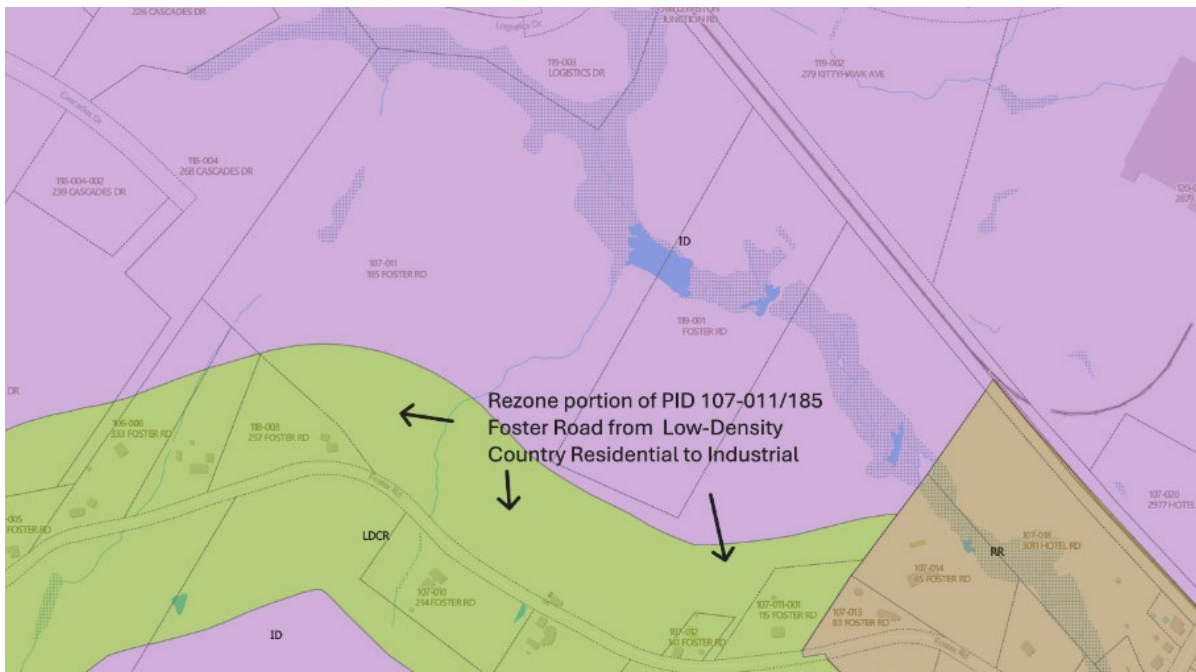 226 CASCADES DR
Logistics Dr
JUNCTION RD
119-003
LOGISTICS DR
119-002
279 KITTYHAWK AVE
Cascades Dr
118-004
268 CASCADES DR
118-004-002
239 CASCADES DR
ID
107-011
185 FOSTER RD
119-001
FOSTER RD
DR
Rezone portion of PID 107-011/185
Foster Road from Low-Density
Country Residential to Industrial
106-006
333 FOSTER RD
118-003
257 FOSTER RD
Foster Rd
107-020
2977 HOTEL
-005
FOSTER RD
LDCR
107-018
3011 HOTEL RD
RR
107-014
65 FOSTER RD
107-010
214 FOSTER RD
107-011-001
115 FOSTER RD
107-013
93 FOSTER RD
107-012
141 FOSTER RD
ID
Foster Rd